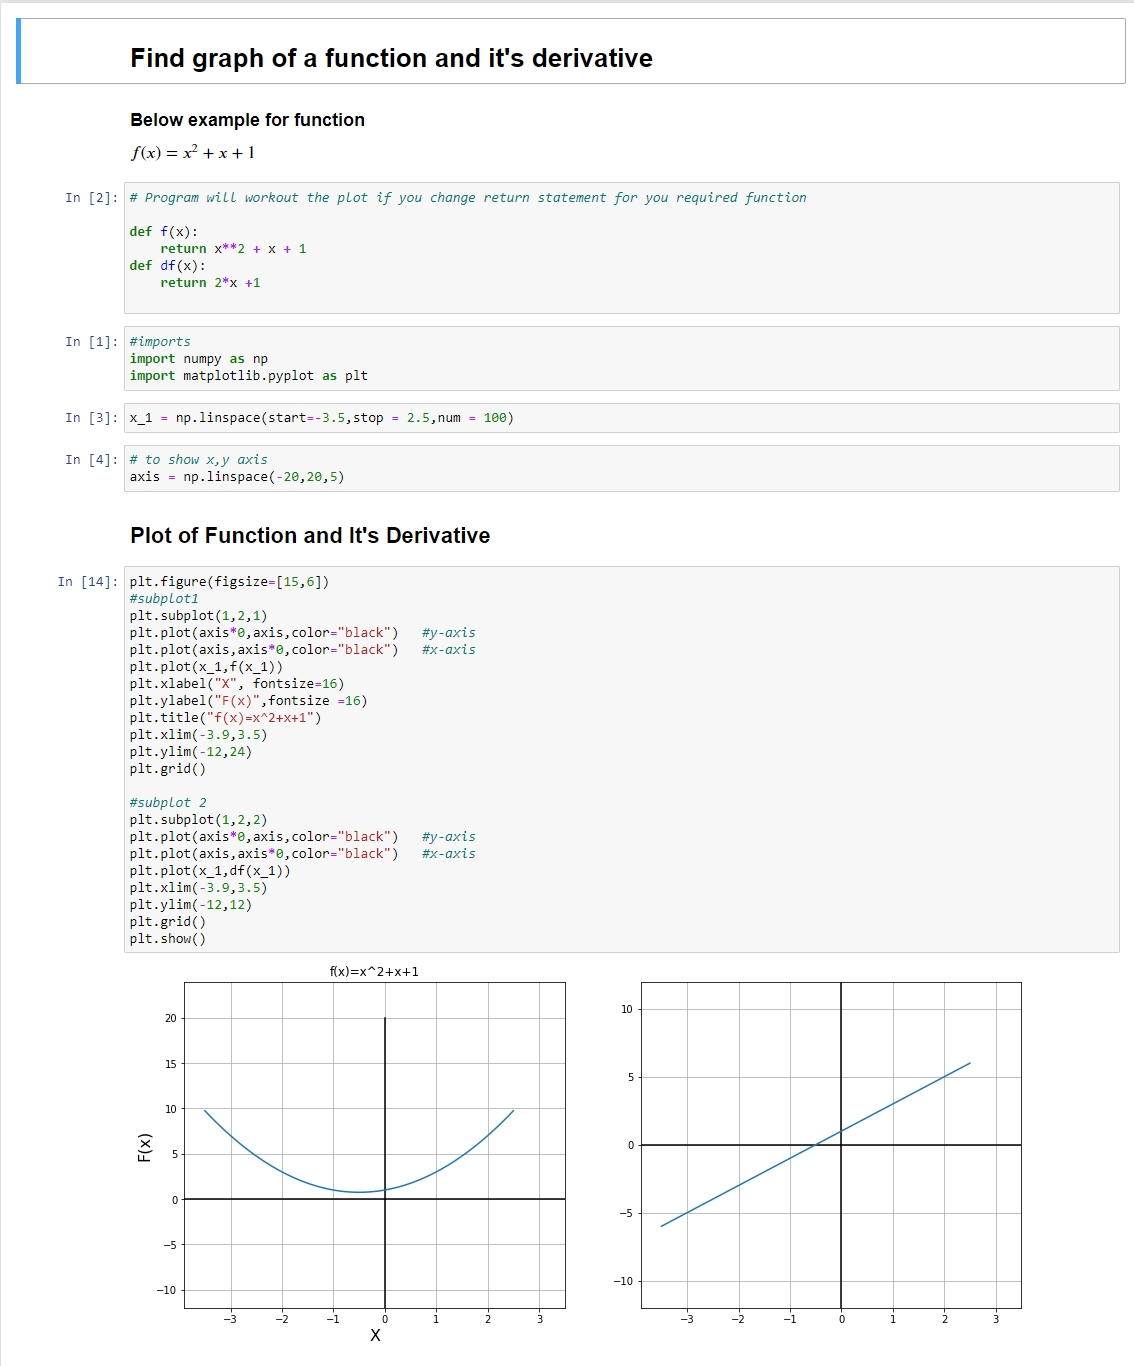 Find graph of a function and it's derivative
Below example for function
f(x) = x² + x + 1
In [2]: # Program will workout the plot if you change return statement for you required function
def f(x):
    return x**2 + x + 1
def df(x):
    return 2*x +1
In [1]: #imports
import numpy as np
import matplotlib.pyplot as plt
In [3]: x_1 = np.linspace(start=-3.5,stop = 2.5,num = 100)
In [4]: # to show x,y axis
axis = np.linspace(-20,20,5)
Plot of Function and It's Derivative
In [14]: plt.figure(figsize=[15,6])
#subplot1
plt.subplot(1,2,1)
plt.plot(axis*0,axis,color="black")   #y-axis
plt.plot(axis,axis*0,color="black")   #x-axis
plt.plot(x_1,f(x_1))
plt.xlabel("X", fontsize=16)
plt.ylabel("F(x)",fontsize =16)
plt.title("f(x)=x^2+x+1")
plt.xlim(-3.9,3.5)
plt.ylim(-12,24)
plt.grid()
#subplot 2
plt.subplot(1,2,2)
plt.plot(axis*0,axis,color="black")   #y-axis
plt.plot(axis,axis*0,color="black")   #x-axis
plt.plot(x_1,df(x_1))
plt.xlim(-3.9,3.5)
plt.ylim(-12,12)
plt.grid()
plt.show()
f(x)=x^2+x+1
20
15
10
5
0
−5
−10
F(x)
−3 −2 −1 0 1 2 3
X
10
5
0
−5
−10
−3 −2 −1 0 1 2 3